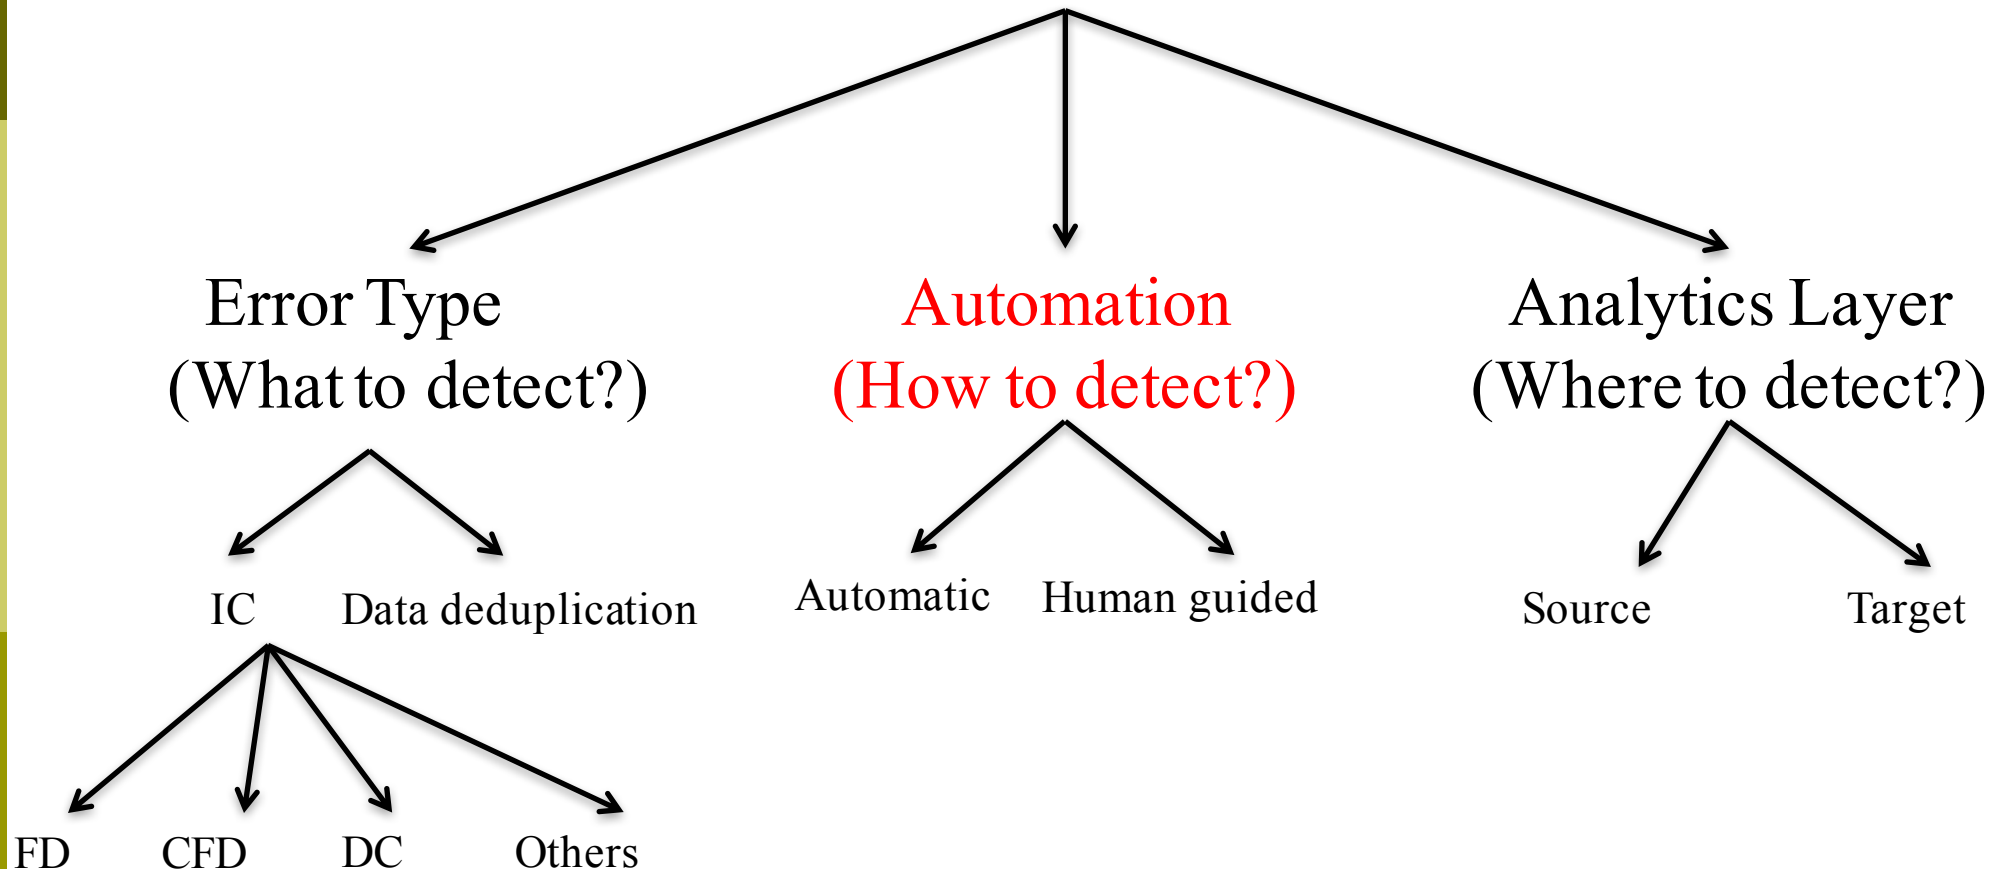 Error Type
(What to detect?)
Automation
(How to detect?)
Analytics Layer
(Where to detect?)
IC
Data deduplication
Automatic
Human guided
Source
Target
FD
CFD
DC
Others